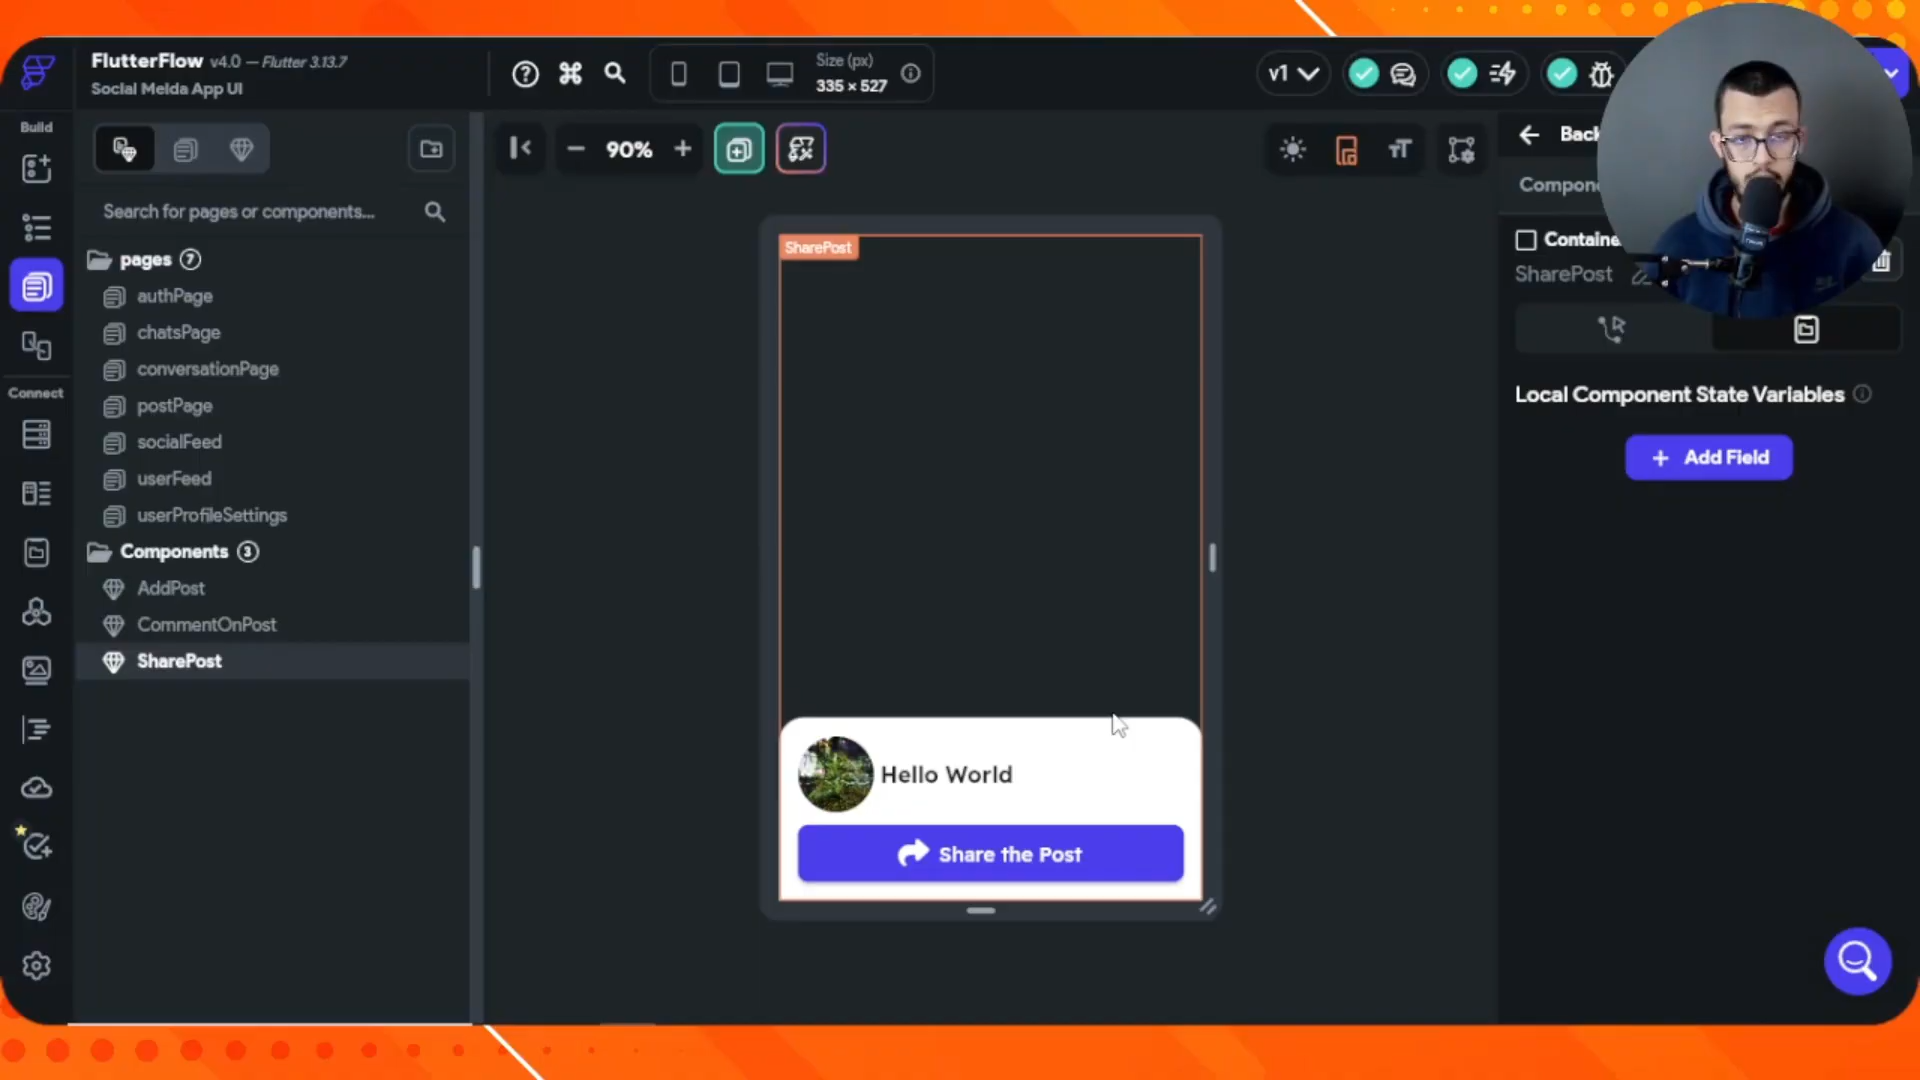 FlutterFlow v4.0 — Flutter 3.13.7
Social Meida App UI
Size (px)
335 × 527
v1
Build
90%
Back
Search for pages or components...
Compone
pages 7
Containe
SharePost
authPage
chatsPage
conversationPage
postPage
socialFeed
userFeed
userProfileSettings
Components 3
AddPost
CommentOnPost
SharePost
Connect
SharePost
Hello World
Share the Post
Local Component State Variables
+ Add Field